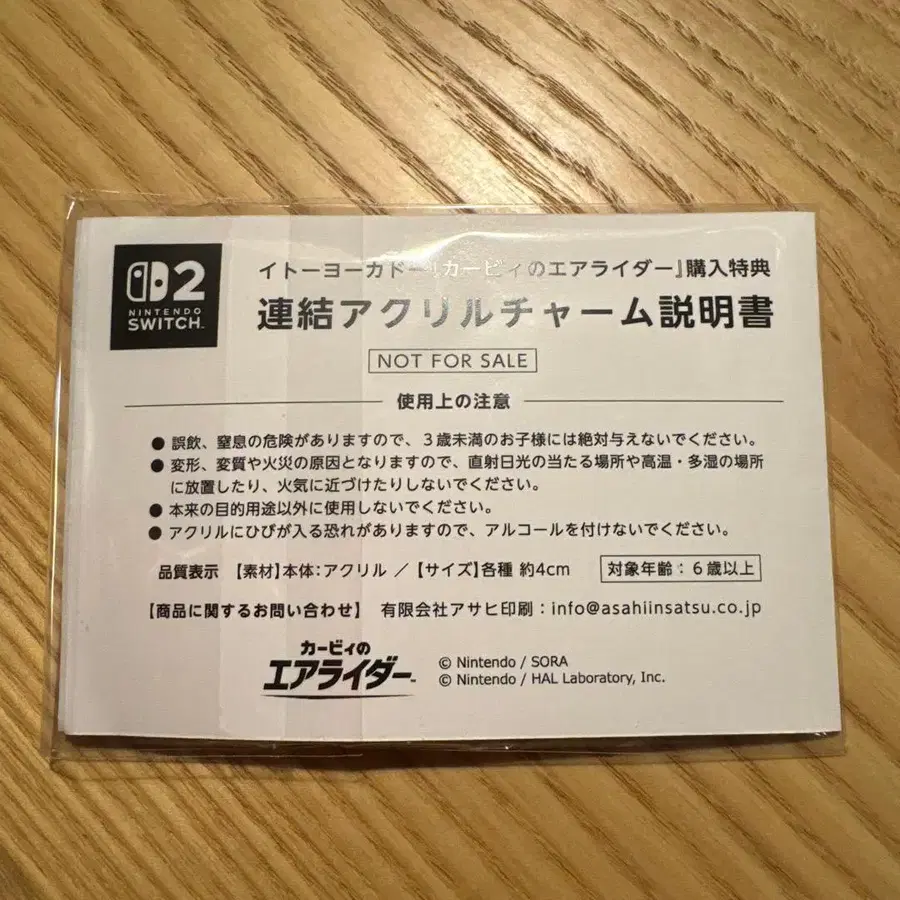 2
NINTENDO
SWITCH™
イトーヨーカドー『カービィのエアライダー』購入特典
連結アクリルチャーム説明書
NOT FOR SALE
使用上の注意
● 誤飲、窒息の危険がありますので、３歳未満のお子様には絶対与えないでください。
● 変形、変質や火災の原因となりますので、直射日光の当たる場所や高温・多湿の場所
に放置したり、火気に近づけたりしないでください。
● 本来の目的用途以外に使用しないでください。
● アクリルにひびが入る恐れがありますので、アルコールを付けないでください。
品質表示 【素材】本体：アクリル ／【サイズ】各種 約4cm 対象年齢：６歳以上
【商品に関するお問い合わせ】 有限会社アサヒ印刷：info@asahiinsatsu.co.jp
カービィの
エアライダー™
© Nintendo / SORA
© Nintendo / HAL Laboratory, Inc.